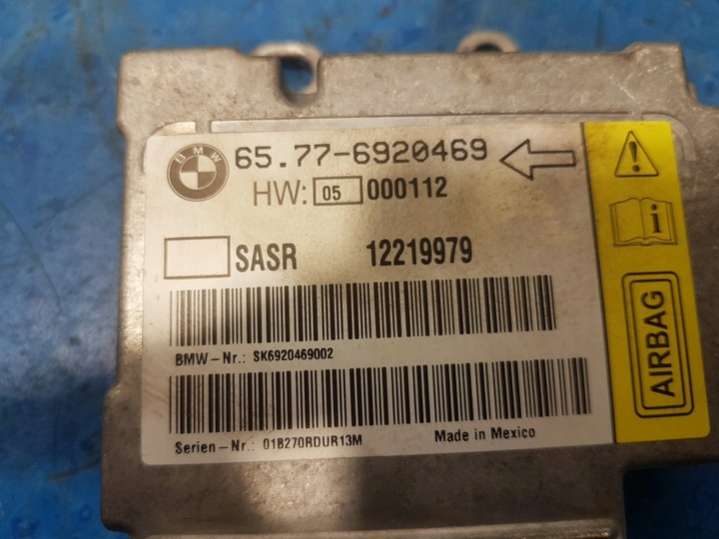 BMW
65.77-6920469
HW: 05 000112
SASR 12219979
BMW-Nr.: SK6920469002
Serien-Nr.: 01B270RDUR13M
Made in Mexico
AIRBAG